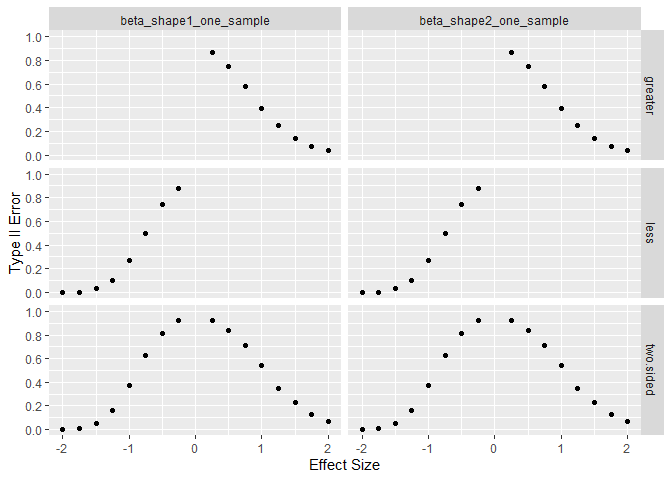 beta_shape1_one_sample beta_shape2_one_sample
1.0
0.8
0.6
0.4
0.2
0.0
greater
1.0
0.8
0.6
0.4
0.2
0.0
less
1.0
0.8
0.6
0.4
0.2
0.0
two.sided
Type II Error
-2 -1 0 1 2 -2 -1 0 1 2
Effect Size